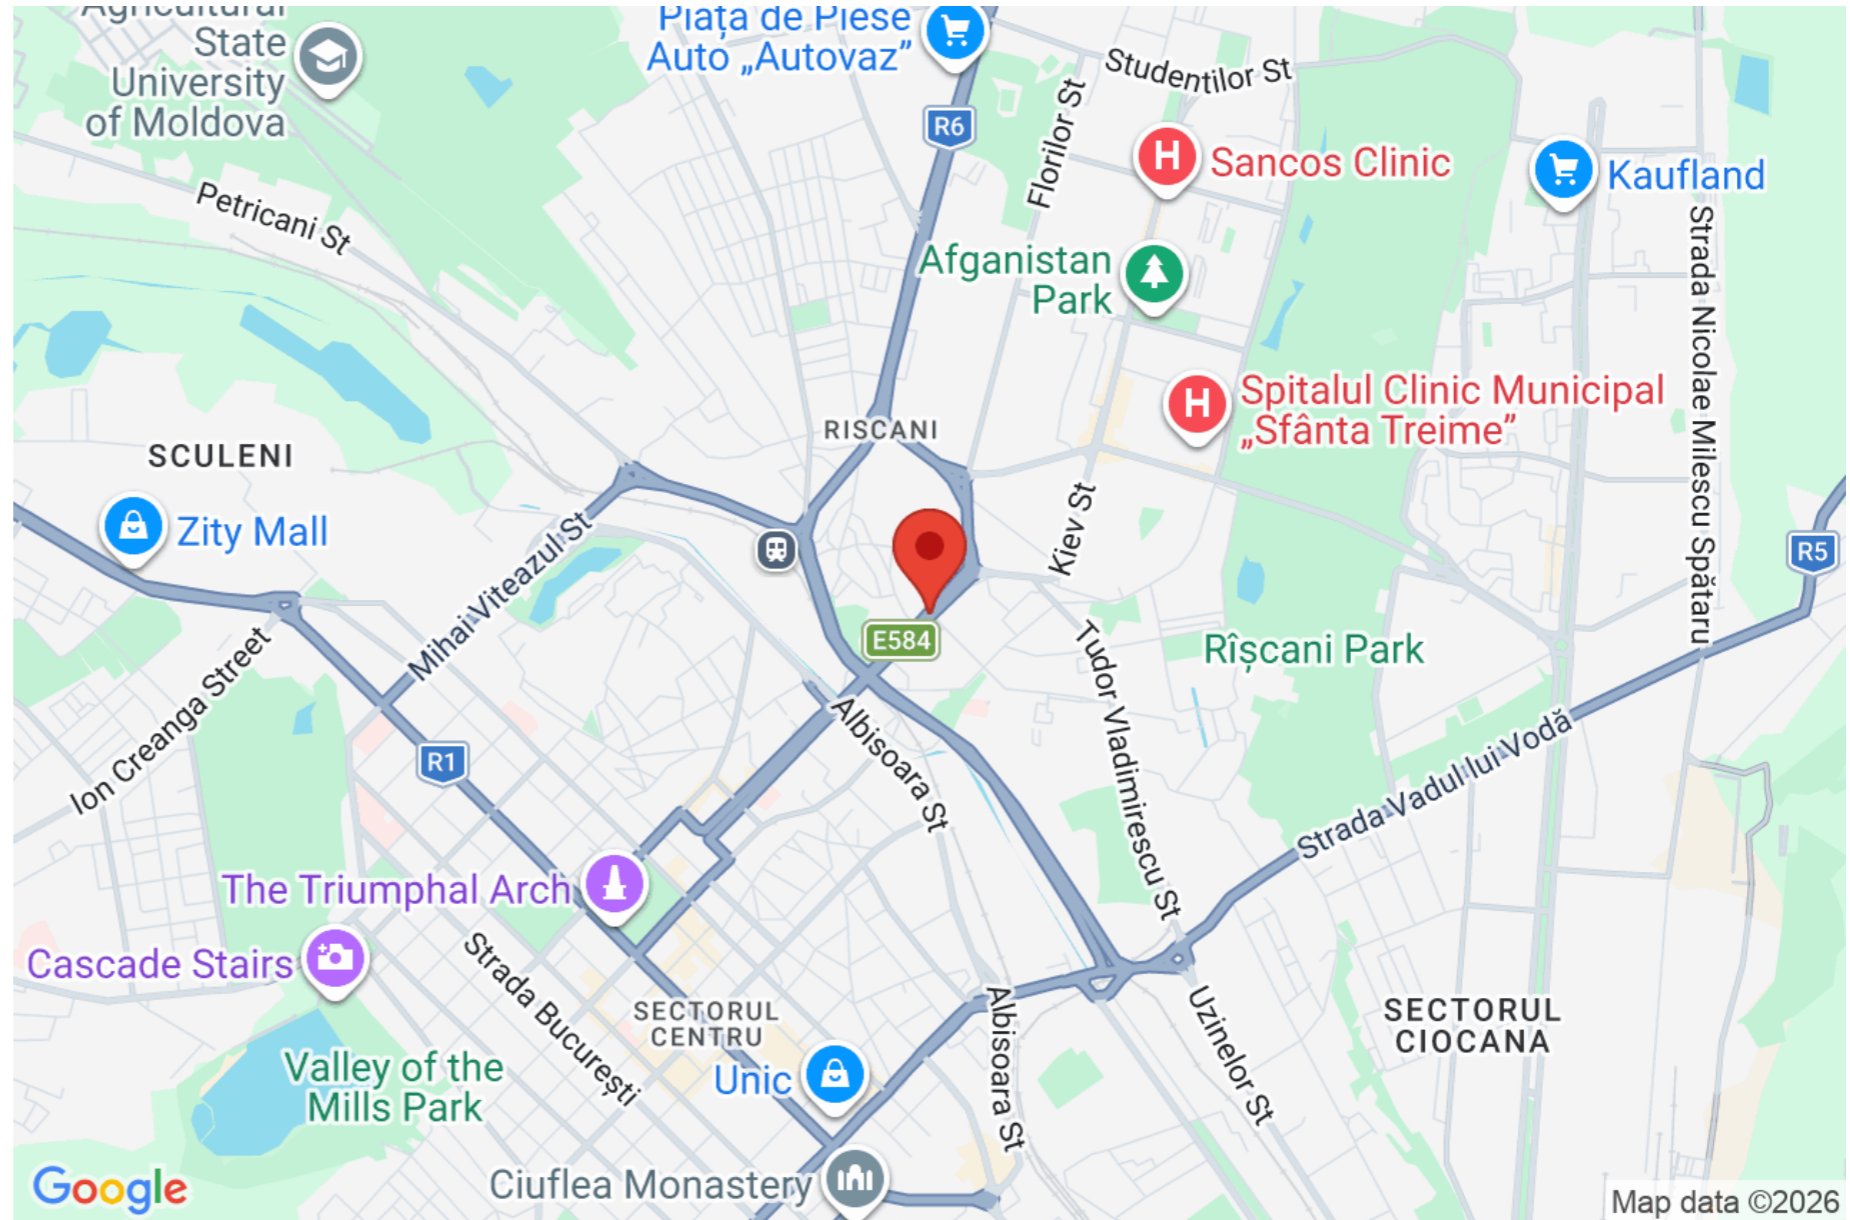 Agricultural
State
University
of Moldova
Piața de Piese
Auto „Autovaz”
R6
Studentilor St
Florilor St
Sancos Clinic
Kaufland
Petricani St
Afganistan
Park
Strada Nicolae Milescu Spătaru
Spitalul Clinic Municipal
„Sfânta Treime”
RISCANI
SCULENI
Zity Mall
Mihai Viteazul St
Kiev St
R5
E584
Rîșcani Park
Ion Creanga Street
Tudor Vladimirescu St
Albisoara St
R1
Strada Vadul lui Vodă
The Triumphal Arch
Cascade Stairs
Strada București
SECTORUL
CENTRU
Albisoara St
Uzinelor St
SECTORUL
CIOCANA
Valley of the
Mills Park
Unic
Ciuflea Monastery
Google
Map data ©2026